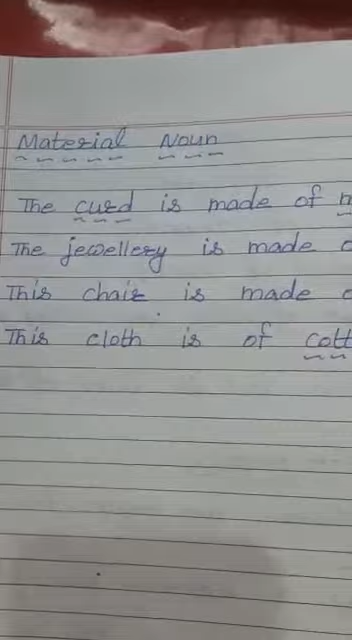 Material Noun
The curd is made of
The jewellery is made
This chair is made
This cloth is of cott